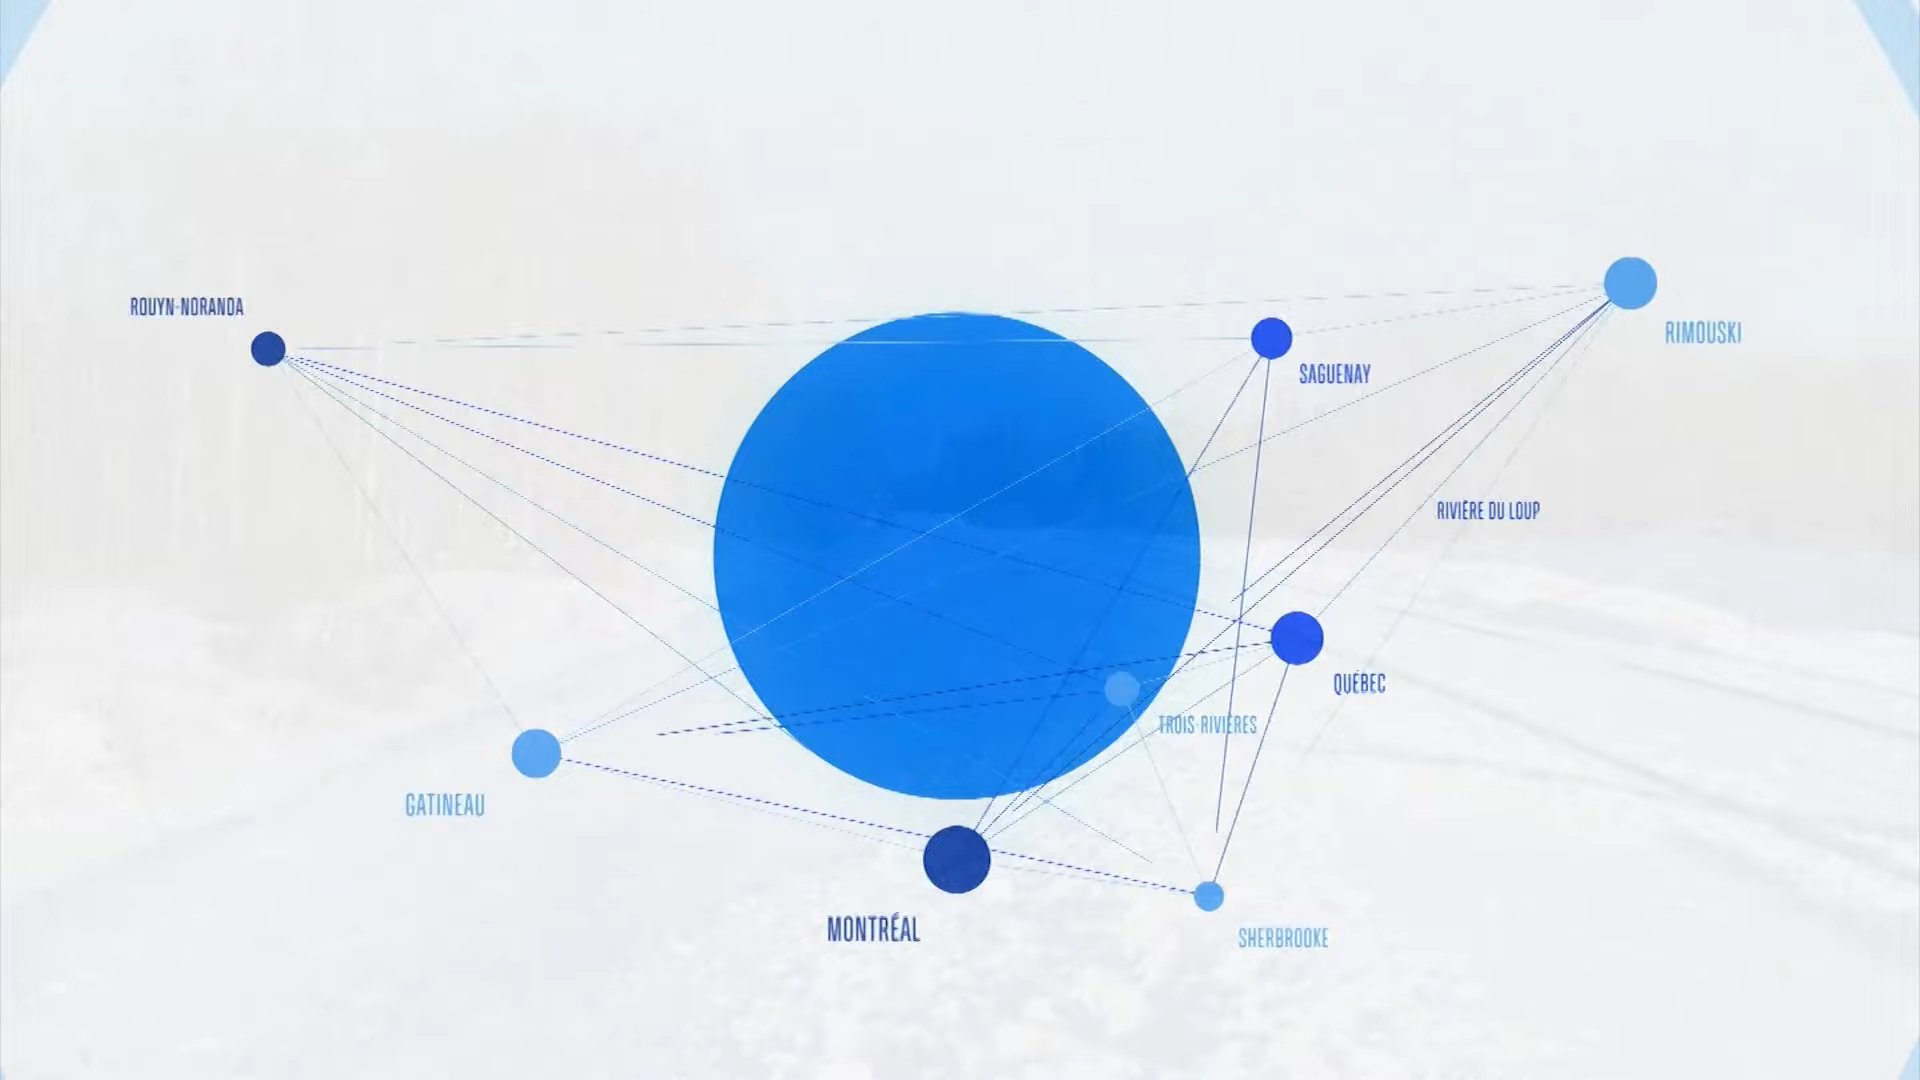 ROUYN-NORANDA
RIMOUSKI
SAGUENAY
RIVIÈRE DU LOUP
QUÉBEC
TROIS-RIVIÈRES
GATINEAU
MONTRÉAL
SHERBROOKE